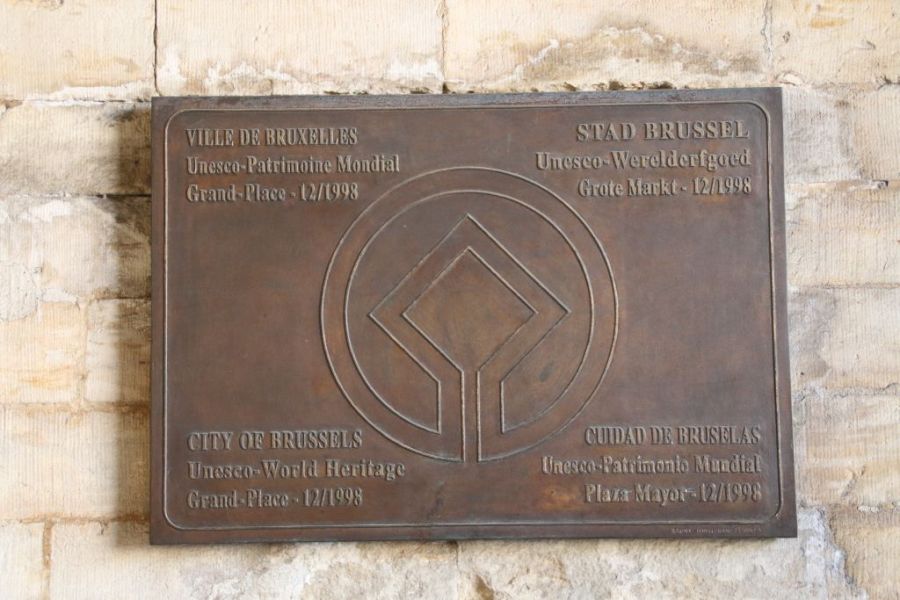 VILLE DE BRUXELLES
Unesco-Patrimoine Mondial
Grand-Place - 12/1998
STAD BRUSSEL
Unesco-Werelderfgoed
Grote Markt - 12/1998
CITY OF BRUSSELS
Unesco-World Heritage
Grand-Place - 12/1998
CUIDAD DE BRUSELAS
Unesco-Patrimonio Mundial
Plaza Mayor - 12/1998